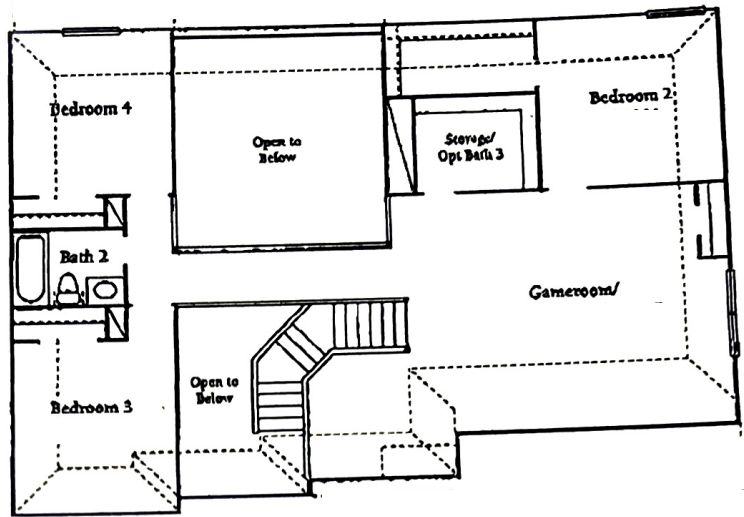 Bedroom 4
Open to
Below
Storage/
Opt Bath 3
Bedroom 2
Bath 2
Gameroom/
Open to
Below
Bedroom 3